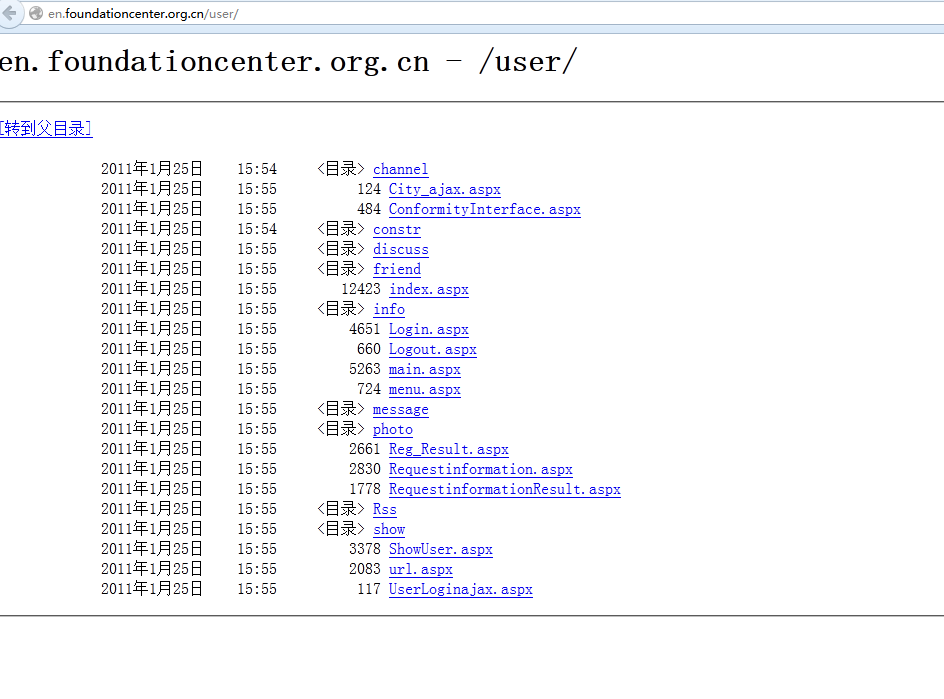 en.foundationcenter.org.cn/user/
en.foundationcenter.org.cn - /user/
[转到父目录]
2011年1月25日 15:54 <目录> channel
2011年1月25日 15:55 124 City_ajax.aspx
2011年1月25日 15:55 484 ConformityInterface.aspx
2011年1月25日 15:54 <目录> constr
2011年1月25日 15:55 <目录> discuss
2011年1月25日 15:55 <目录> friend
2011年1月25日 15:55 12423 index.aspx
2011年1月25日 15:55 <目录> info
2011年1月25日 15:55 4651 Login.aspx
2011年1月25日 15:55 660 Logout.aspx
2011年1月25日 15:55 5263 main.aspx
2011年1月25日 15:55 724 menu.aspx
2011年1月25日 15:55 <目录> message
2011年1月25日 15:55 <目录> photo
2011年1月25日 15:55 2661 Reg_Result.aspx
2011年1月25日 15:55 2830 Requestinformation.aspx
2011年1月25日 15:55 1778 RequestinformationResult.aspx
2011年1月25日 15:55 <目录> Rss
2011年1月25日 15:55 <目录> show
2011年1月25日 15:55 3378 ShowUser.aspx
2011年1月25日 15:55 2083 url.aspx
2011年1月25日 15:55 117 UserLoginajax.aspx